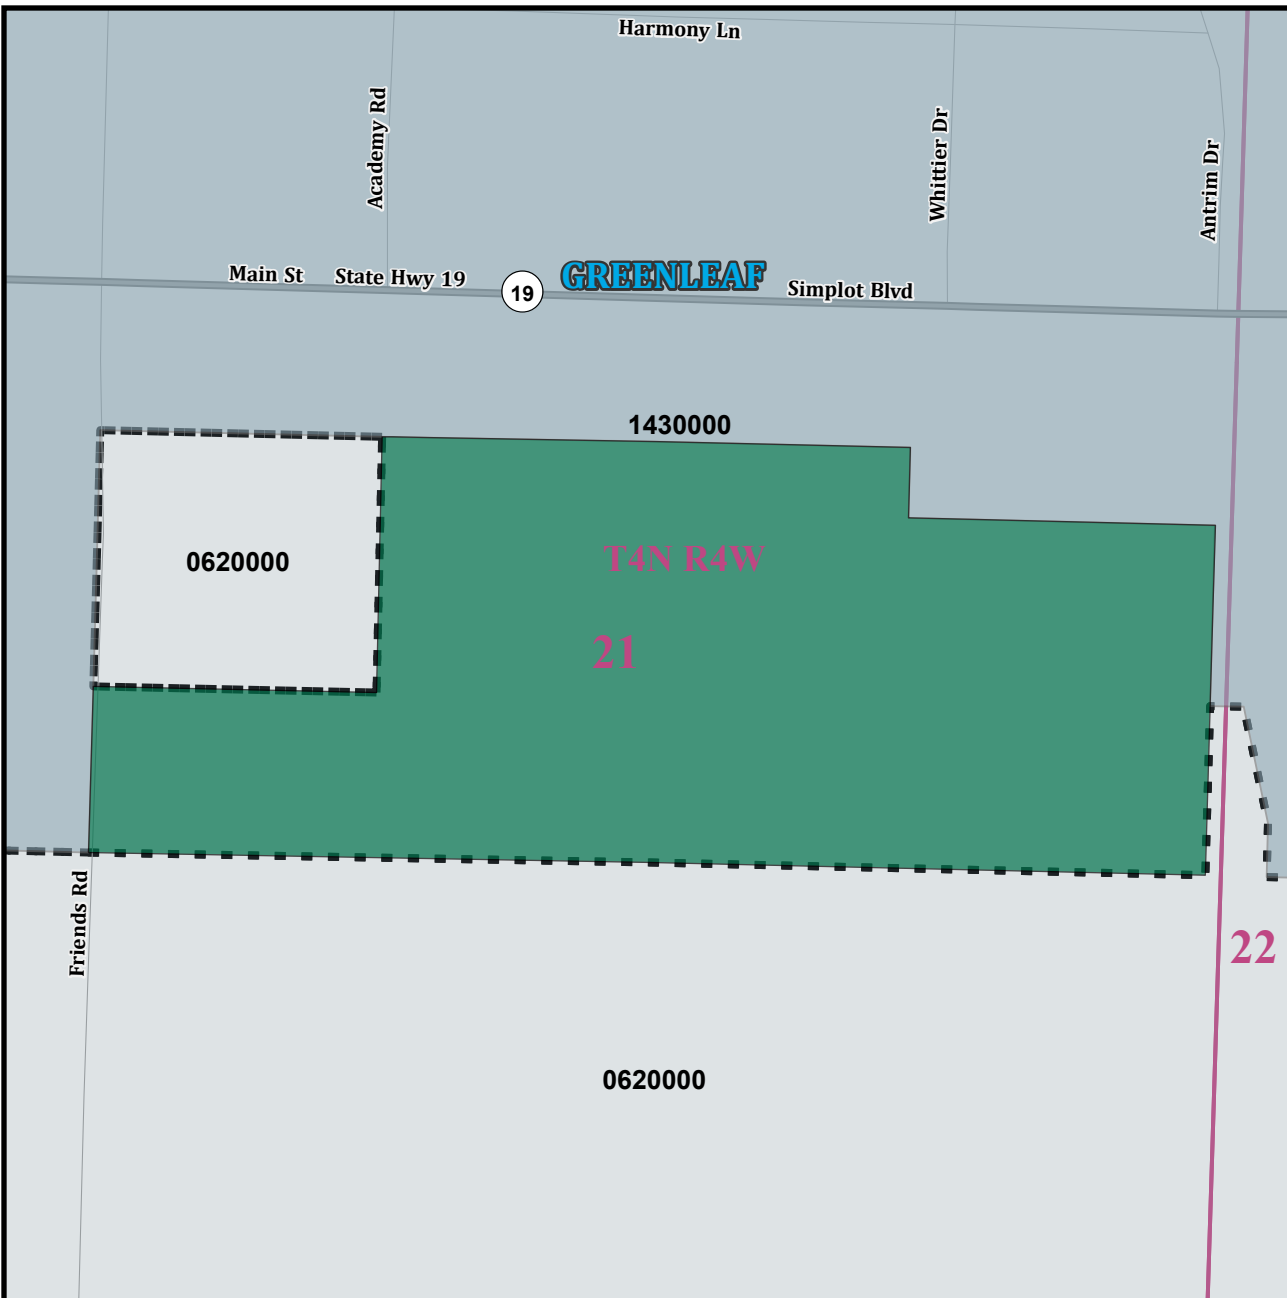 Harmony Ln
Academy Rd
Whittier Dr
Antrim Dr
Main St
State Hwy 19
19
GREENLEAF
Simplot Blvd
1430000
0620000
T4N R4W
21
Friends Rd
22
0620000